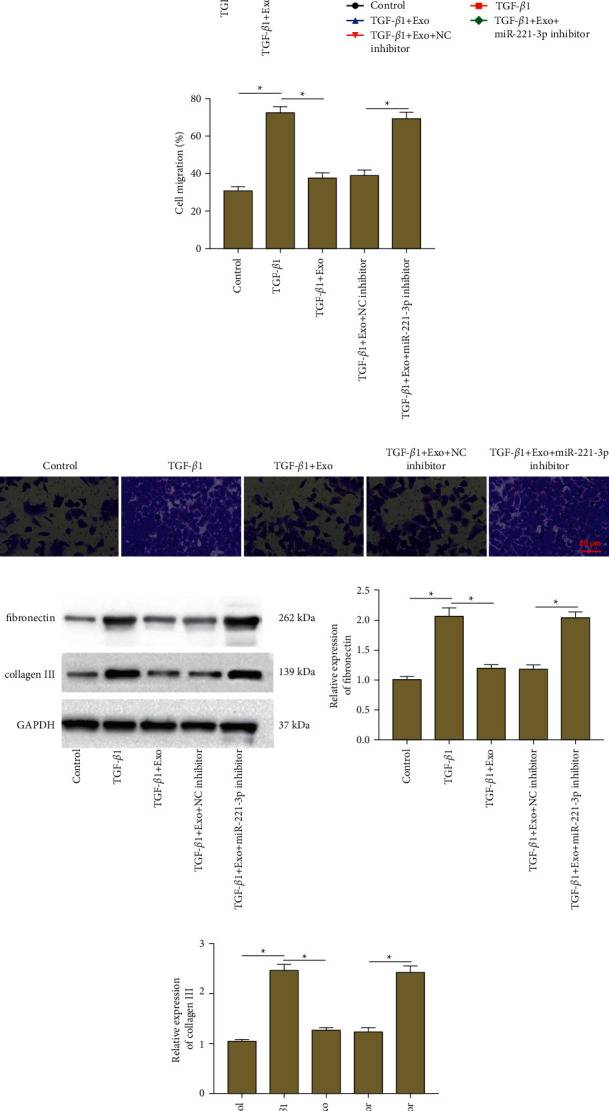 TGF-β1+Exo
Control
TGF-β1
TGF-β1+Exo
TGF-β1+Exo+
miR-221-3p inhibitor
TGF-β1+Exo+NC
inhibitor
*
*
*
Cell migration (%)
80
60
40
20
0
Control
TGF-β1
TGF-β1+Exo
TGF-β1+Exo+NC inhibitor
TGF-β1+Exo+miR-221-3p inhibitor
Control
TGF-β1
TGF-β1+Exo
TGF-β1+Exo+NC
inhibitor
TGF-β1+Exo+miR-221-3p
inhibitor
50 μm
fibronectin
262 kDa
collagen III
139 kDa
GAPDH
37 kDa
Control
TGF-β1
TGF-β1+Exo
TGF-β1+Exo+NC inhibitor
TGF-β1+Exo+miR-221-3p inhibitor
*
*
*
Relative expression
of fibronectin
2.5
2.0
1.5
1.0
0.5
0.0
Control
TGF-β1
TGF-β1+Exo
TGF-β1+Exo+NC inhibitor
TGF-β1+Exo+miR-221-3p inhibitor
*
*
*
Relative expression
of collagen III
3
2
1
0